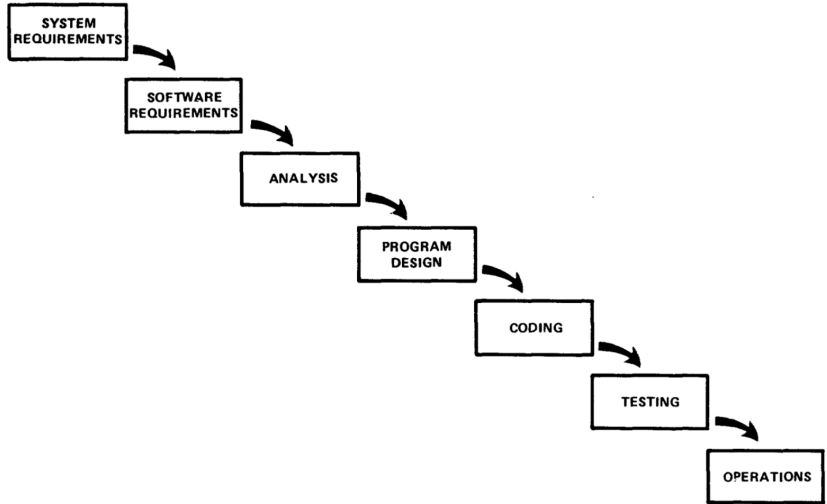 SYSTEM
REQUIREMENTS
SOFTWARE
REQUIREMENTS
ANALYSIS
PROGRAM
DESIGN
CODING
TESTING
OPERATIONS